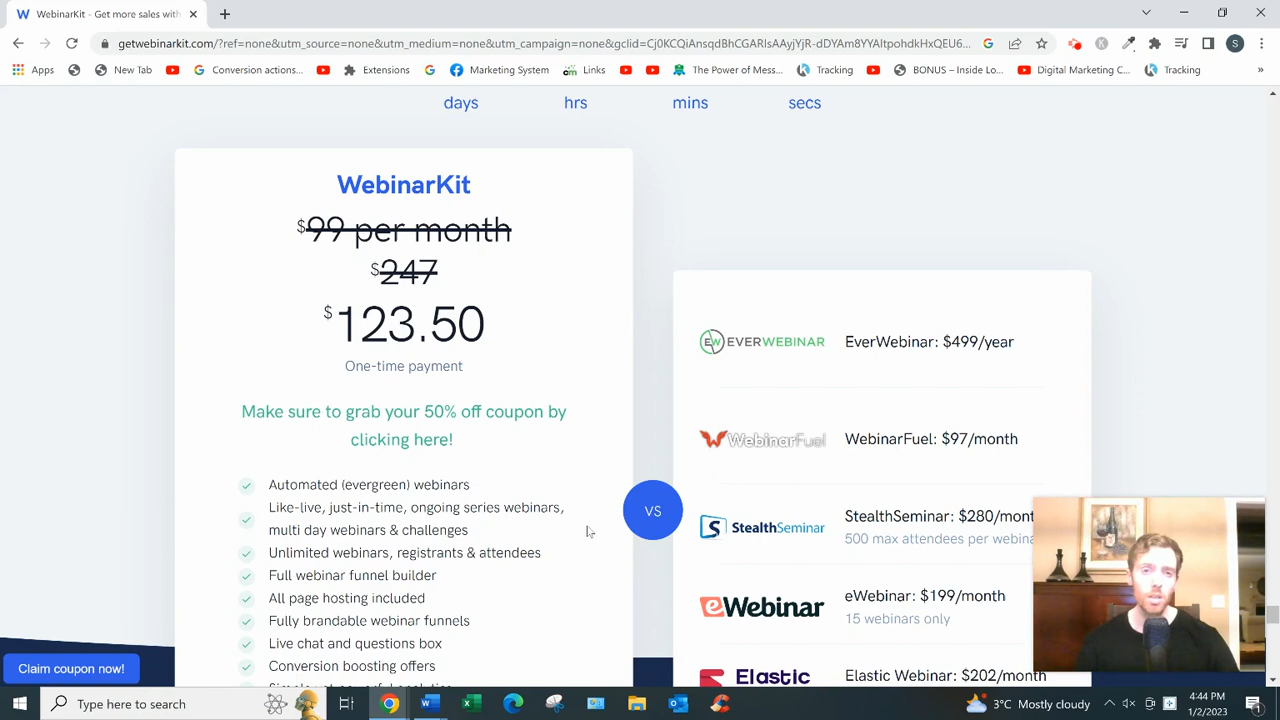 WebinarKit - Get more sales with
getwebinarkit.com/?ref=none&utm_source=none&utm_medium=none&utm_campaign=none&gclid=Cj0KCQiAnsqdBhCGARIsAAyjYjR-dDYAm8YYAltpohdkHxQEU6...
Apps
New Tab
Conversion actions...
Extensions
Marketing System
Links
The Power of Mess...
Tracking
BONUS – Inside Lo...
Digital Marketing C...
Tracking
»
days hrs mins secs
WebinarKit
$99 per month
$247
$123.50
One-time payment
Make sure to grab your 50% off coupon by
clicking here!
Automated (evergreen) webinars
Like-live, just-in-time, ongoing series webinars,
multi day webinars & challenges
Unlimited webinars, registrants & attendees
Full webinar funnel builder
All page hosting included
Fully brandable webinar funnels
Live chat and questions box
Conversion boosting offers
VS
EW EVERWEBINAR
EverWebinar: $499/year
WebinarFuel
WebinarFuel: $97/month
StealthSeminar
StealthSeminar: $280/mont
500 max attendees per webina
eWebinar
eWebinar: $199/month
15 webinars only
Elastic
Elastic Webinar: $202/month
Claim coupon now!
Type here to search
3°C Mostly cloudy
4:44 PM
1/2/2023